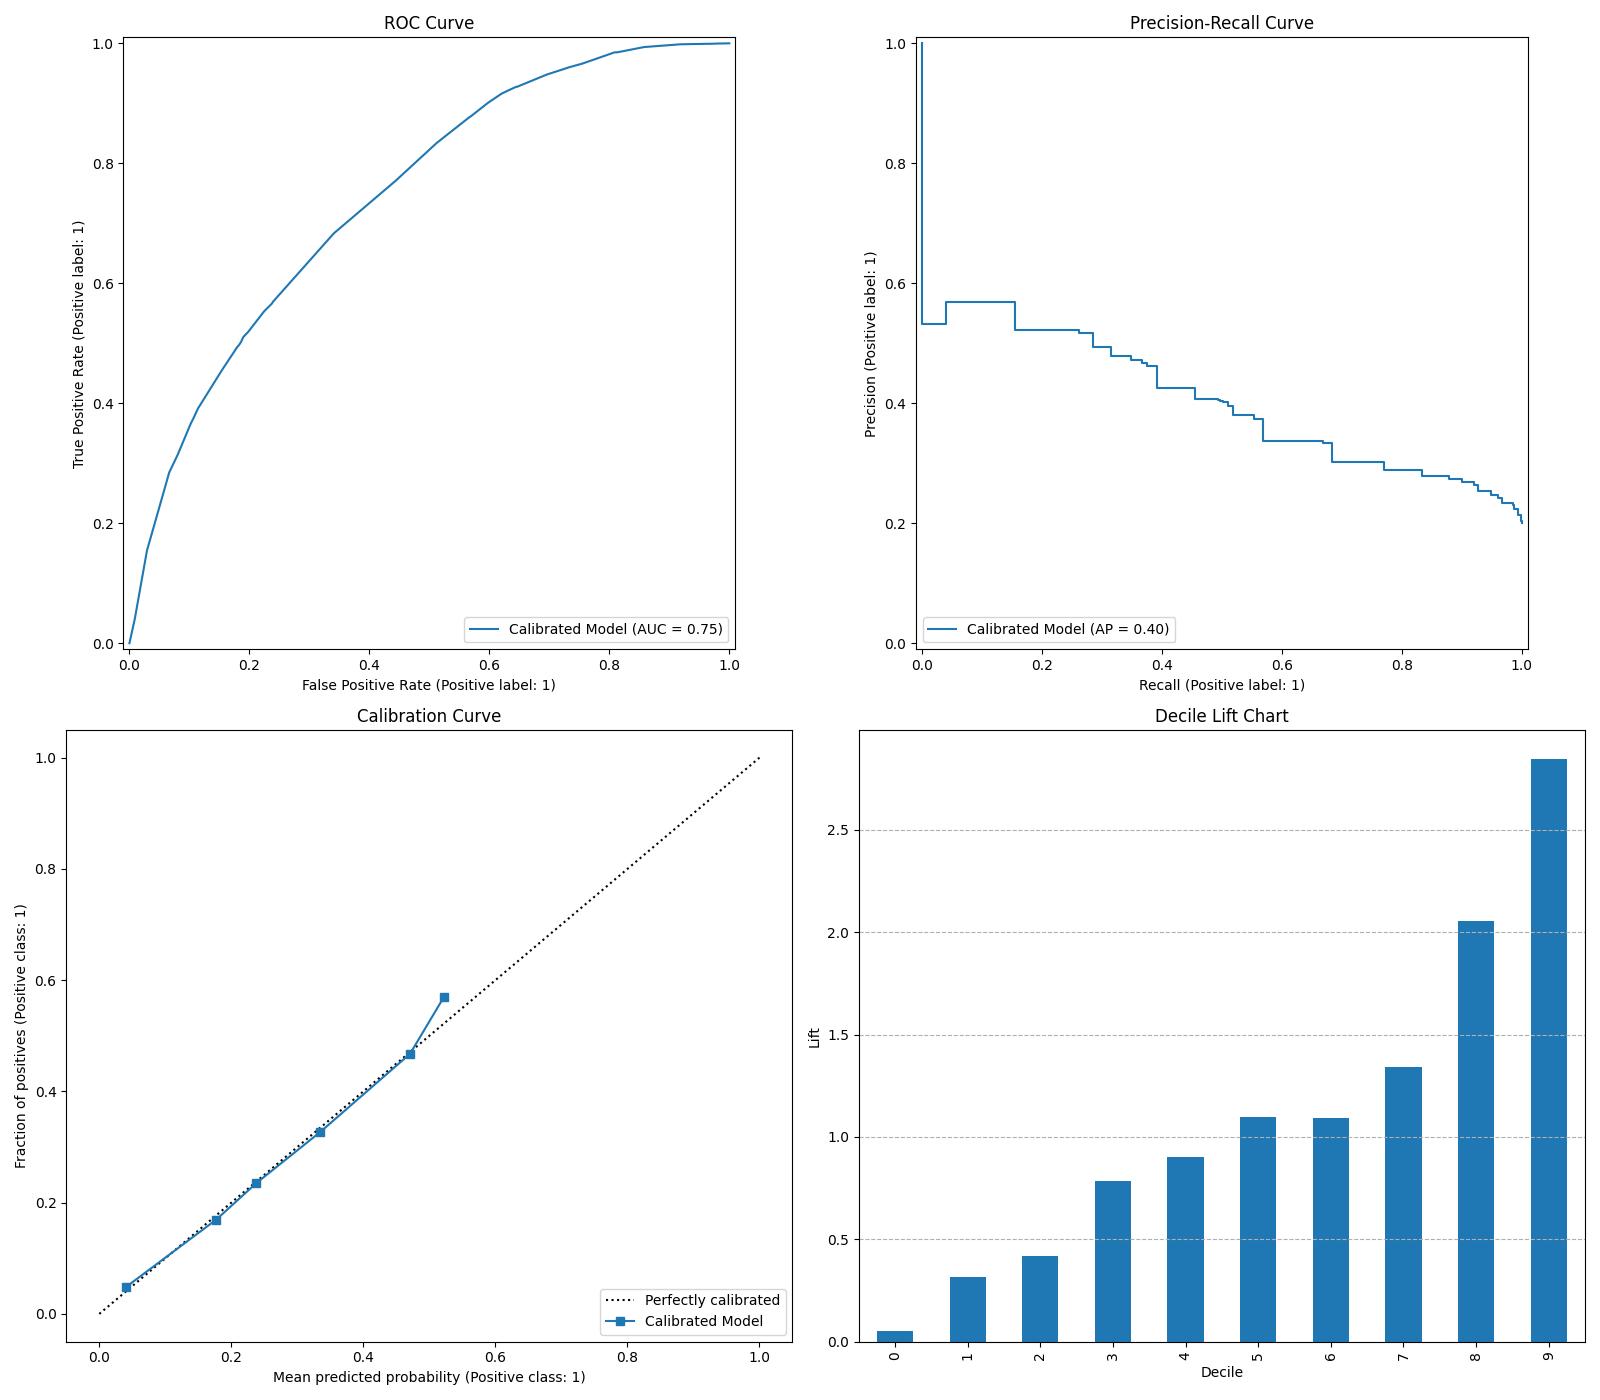 ROC Curve
True Positive Rate (Positive label: 1)
1.0
0.8
0.6
0.4
0.2
0.0
0.0 0.2 0.4 0.6 0.8 1.0
False Positive Rate (Positive label: 1)
Calibrated Model (AUC = 0.75)
Precision-Recall Curve
Precision (Positive label: 1)
1.0
0.8
0.6
0.4
0.2
0.0
0.0 0.2 0.4 0.6 0.8 1.0
Recall (Positive label: 1)
Calibrated Model (AP = 0.40)
Calibration Curve
Fraction of positives (Positive class: 1)
1.0
0.8
0.6
0.4
0.2
0.0
0.0 0.2 0.4 0.6 0.8 1.0
Mean predicted probability (Positive class: 1)
Perfectly calibrated
Calibrated Model
Decile Lift Chart
Lift
2.5
2.0
1.5
1.0
0.5
0.0
0 1 2 3 4 5 6 7 8 9
Decile